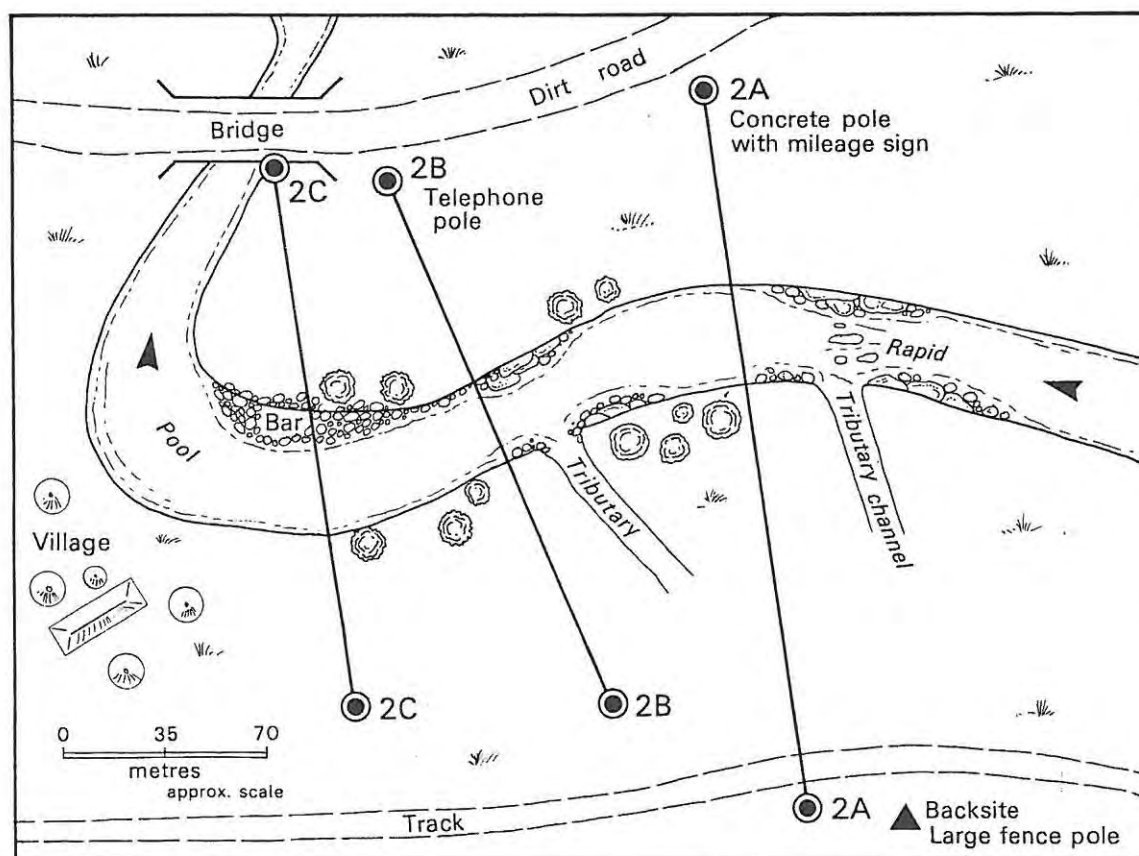 Dirt road
2A
Concrete pole
with mileage sign
Bridge
2B
2C
Telephone
pole
Rapid
Bar
Pool
Tributary channel
Tributary
Village
2C
2B
0 35 70
metres
approx. scale
2A
Backsite
Large fence pole
Track